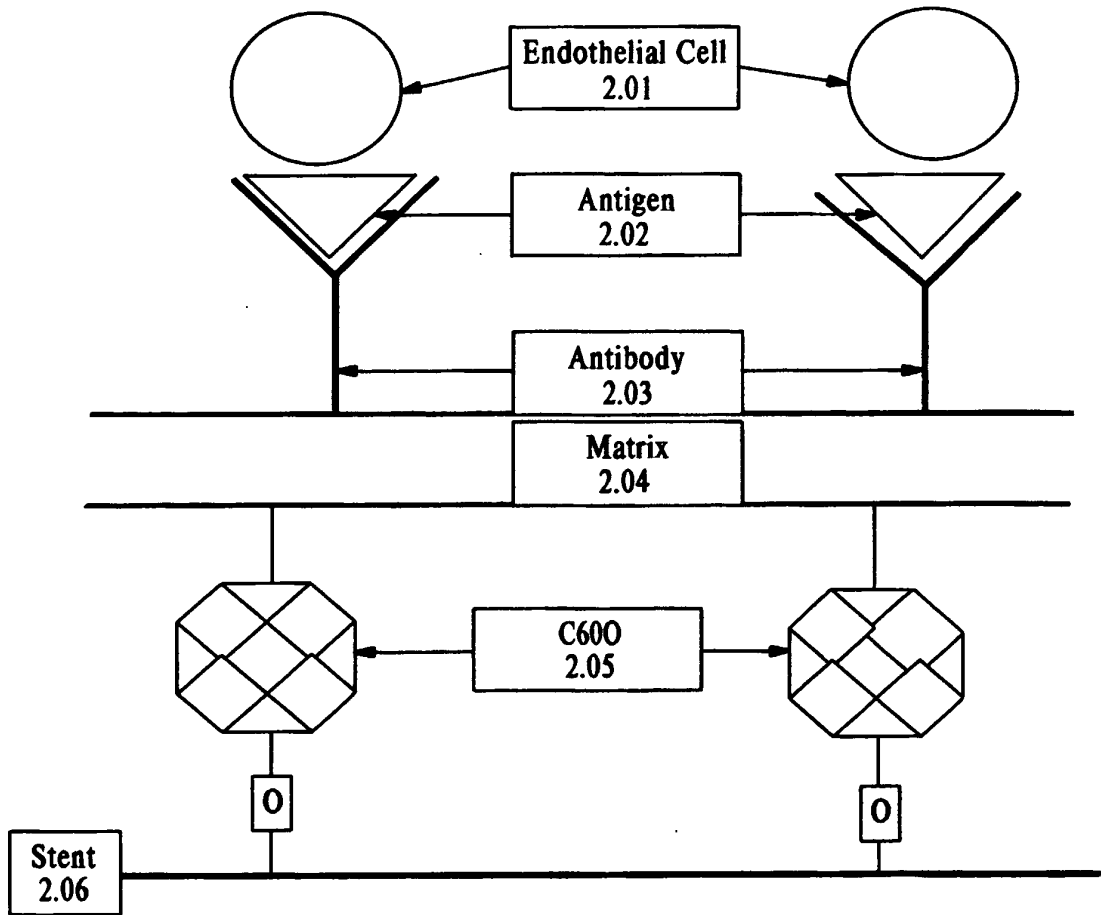 Endothelial Cell
2.01
Antigen
2.02
Antibody
2.03
Matrix
2.04
C60O
2.05
O
O
Stent
2.06